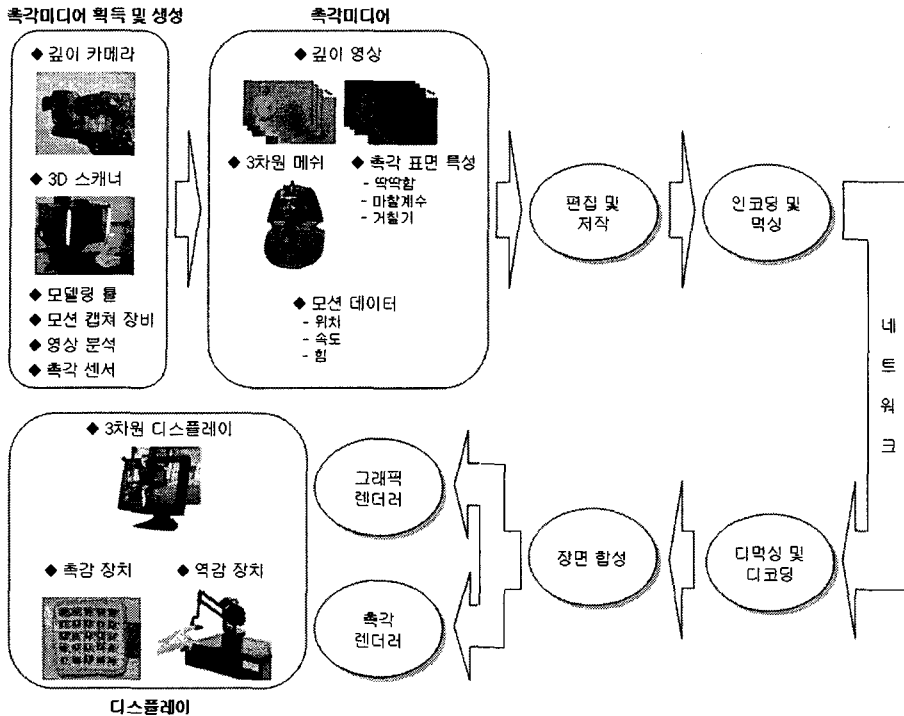 촉각미디어 획득 및 생성
◆ 깊이 카메라
◆ 3D 스캐너
◆ 모델링 툴
◆ 모션 캡쳐 장비
◆ 영상 분석
◆ 촉각 센서
촉각미디어
◆ 깊이 영상
◆ 3차원 메쉬
◆ 촉각 표면 특성
- 딱딱함
- 마찰계수
- 거칠기
◆ 모션 데이터
- 위치
- 속도
- 힘
편집 및
저작
인코딩 및
먹싱
네
트
워
크
디먹싱 및
디코딩
장면 합성
그래픽
렌더러
촉각
렌더러
◆ 3차원 디스플레이
◆ 촉감 장치
◆ 역감 장치
디스플레이